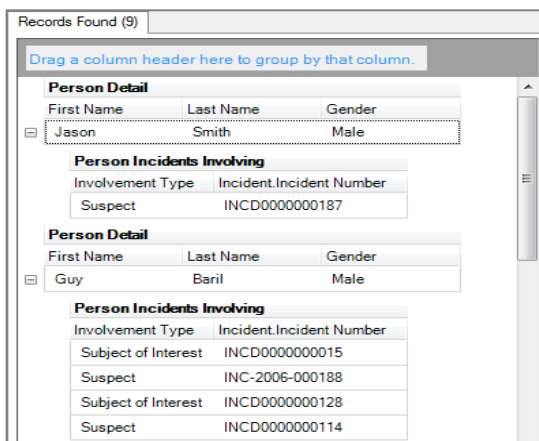 Records Found (9)
Drag a column header here to group by that column.
Person Detail
First Name Last Name Gender
Jason Smith Male
Person Incidents Involving
Involvement Type Incident.Incident Number
Suspect INCD0000000187
Person Detail
First Name Last Name Gender
Guy Baril Male
Person Incidents Involving
Involvement Type Incident.Incident Number
Subject of Interest INCD0000000015
Suspect INC-2006-000188
Subject of Interest INCD0000000128
Suspect INCD0000000114